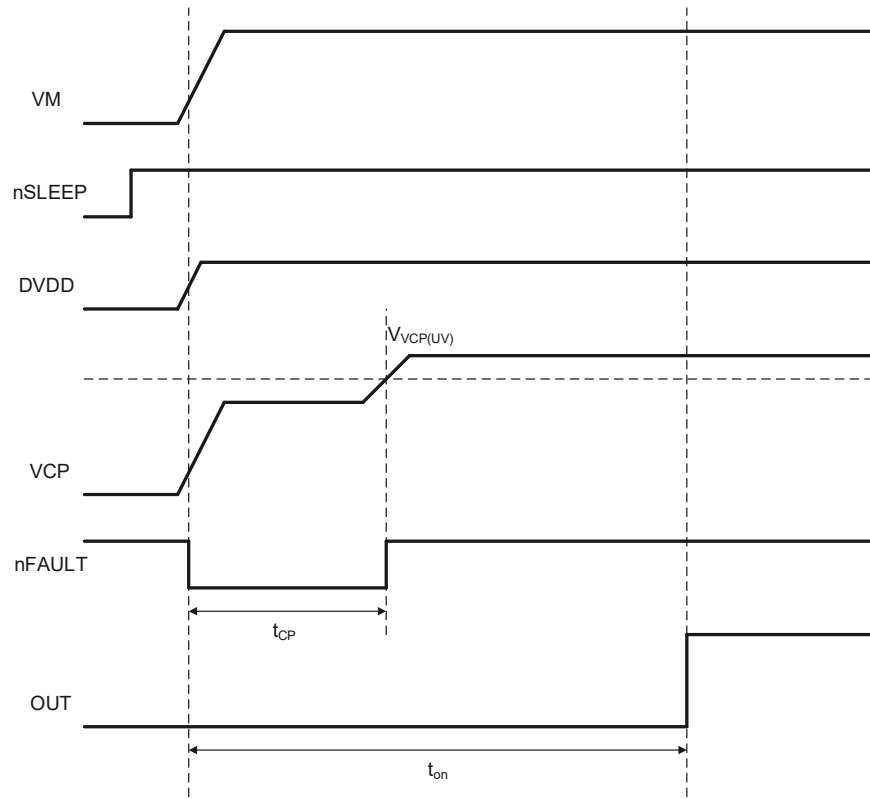 VM
nSLEEP
DVDD
VVCP(UV)
VCP
nFAULT
tCP
OUT
ton